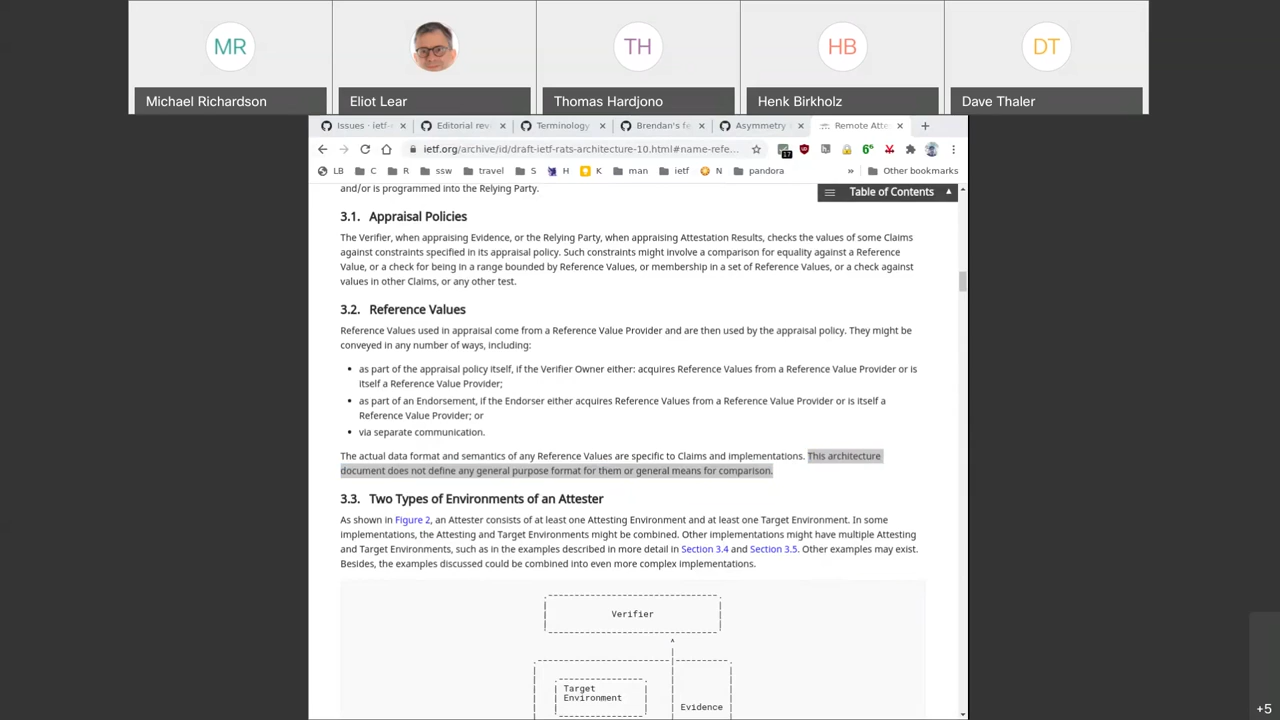 MR
TH
HB
DT
Michael Richardson
Eliot Lear
Thomas Hardjono
Henk Birkholz
Dave Thaler
Issues · ietf-
Editorial rev
Terminology
Brendan's fe
Asymmetry
Remote Atte
ietf.org/archive/id/draft-ietf-rats-architecture-10.html#name-refe...
17
6⁶
LB
C
R
ssw
travel
S
H
K
man
ietf
N
pandora
»
Other bookmarks
and/or is programmed into the Relying Party.
Table of Contents
3.1. Appraisal Policies
The Verifier, when appraising Evidence, or the Relying Party, when appraising Attestation Results, checks the values of some Claims
against constraints specified in its appraisal policy. Such constraints might involve a comparison for equality against a Reference
Value, or a check for being in a range bounded by Reference Values, or membership in a set of Reference Values, or a check against
values in other Claims, or any other test.
3.2. Reference Values
Reference Values used in appraisal come from a Reference Value Provider and are then used by the appraisal policy. They might be
conveyed in any number of ways, including:
• as part of the appraisal policy itself, if the Verifier Owner either: acquires Reference Values from a Reference Value Provider or is
itself a Reference Value Provider;
• as part of an Endorsement, if the Endorser either acquires Reference Values from a Reference Value Provider or is itself a
Reference Value Provider; or
• via separate communication.
The actual data format and semantics of any Reference Values are specific to Claims and implementations. This architecture
document does not define any general purpose format for them or general means for comparison.
3.3. Two Types of Environments of an Attester
As shown in Figure 2, an Attester consists of at least one Attesting Environment and at least one Target Environment. In some
implementations, the Attesting and Target Environments might be combined. Other implementations might have multiple Attesting
and Target Environments, such as in the examples described in more detail in Section 3.4 and Section 3.5. Other examples may exist.
Besides, the examples discussed could be combined into even more complex implementations.
Verifier
Target
Environment
Evidence
+5